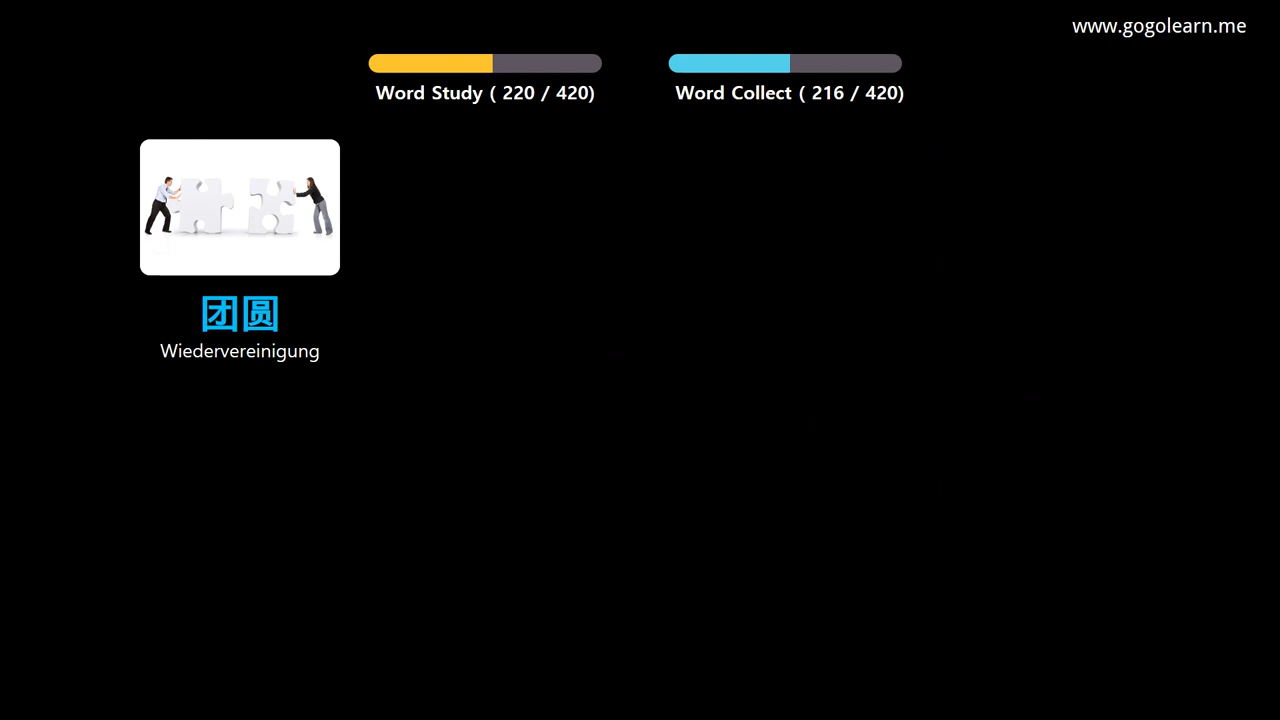 www.gogolearn.me
Word Study ( 220 / 420)
Word Collect ( 216 / 420)
团圆
Wiedervereinigung